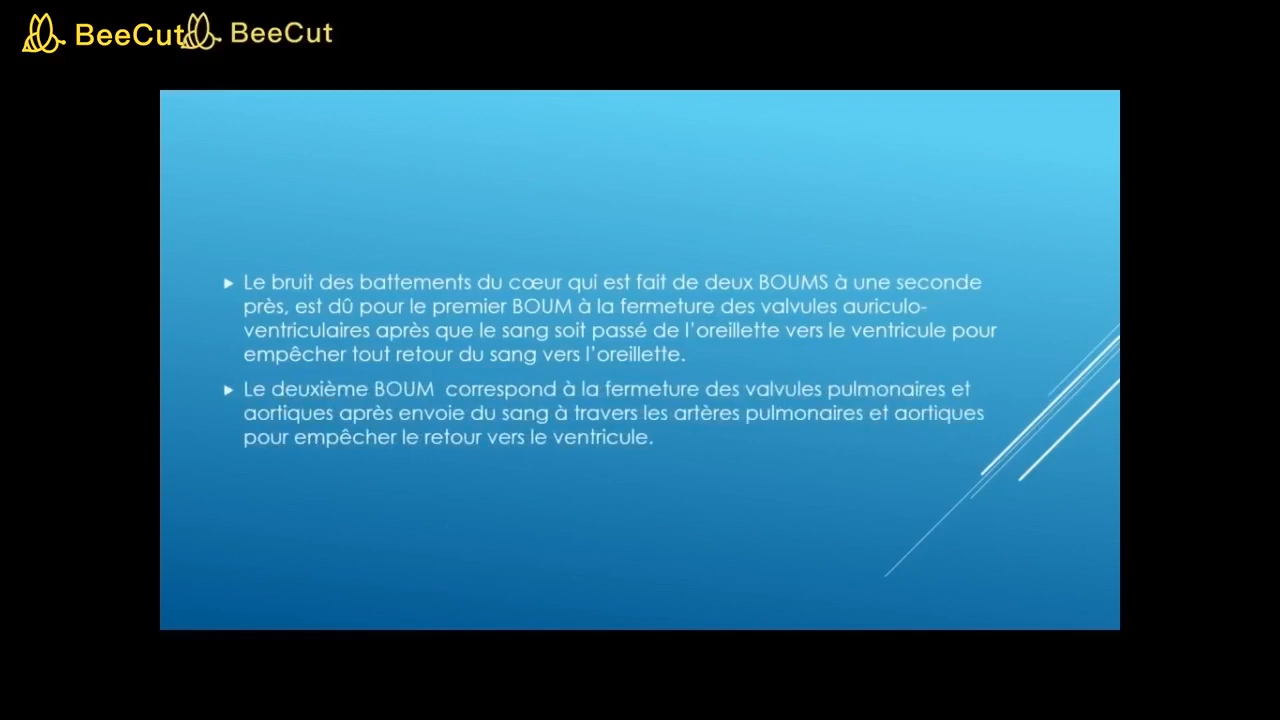 BeeCut BeeCut
Le bruit des battements du cœur qui est fait de deux BOUMS à une seconde
près, est dû pour le premier BOUM à la fermeture des valvules auriculo-
ventriculaires après que le sang soit passé de l'oreillette vers le ventricule pour
empêcher tout retour du sang vers l'oreillette.
Le deuxième BOUM correspond à la fermeture des valvules pulmonaires et
aortiques après envoie du sang à travers les artères pulmonaires et aortiques
pour empêcher le retour vers le ventricule.